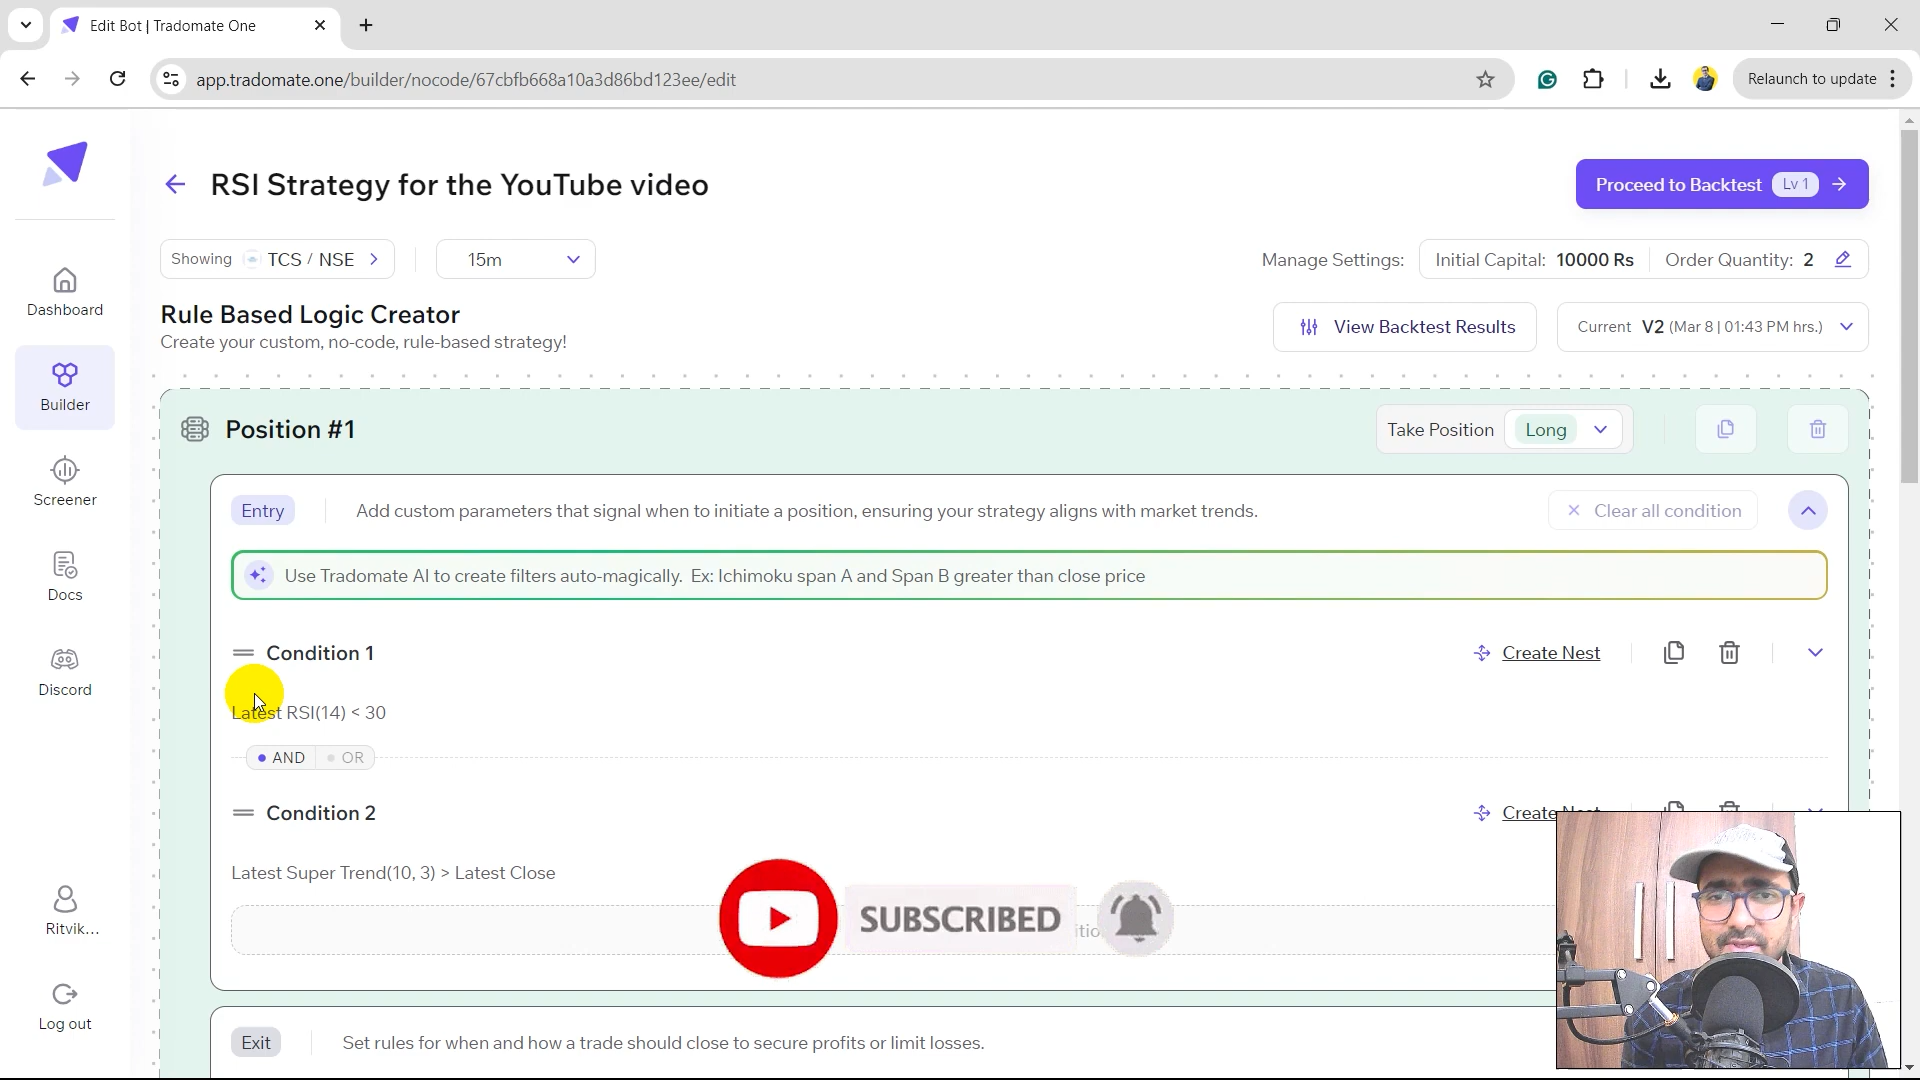 Edit Bot | Tradomate One
app.tradomate.one/builder/nocode/67cbfb668a10a3d86bd123ee/edit
Relaunch to update
RSI Strategy for the YouTube video
Proceed to Backtest Lv 1
Showing TCS / NSE
15m
Manage Settings: Initial Capital: 10000 Rs Order Quantity: 2
Rule Based Logic Creator
Create your custom, no-code, rule-based strategy!
View Backtest Results
Current V2 (Mar 8 | 01:43 PM hrs.)
Dashboard
Builder
Screener
Docs
Discord
Ritvik...
Log out
Position #1
Take Position Long
Entry
Add custom parameters that signal when to initiate a position, ensuring your strategy aligns with market trends.
Clear all condition
Use Tradomate AI to create filters auto-magically. Ex: Ichimoku span A and Span B greater than close price
Condition 1
Create Nest
Latest RSI(14) < 30
AND OR
Condition 2
Create
Latest Super Trend(10, 3) > Latest Close
SUBSCRIBED
Exit
Set rules for when and how a trade should close to secure profits or limit losses.